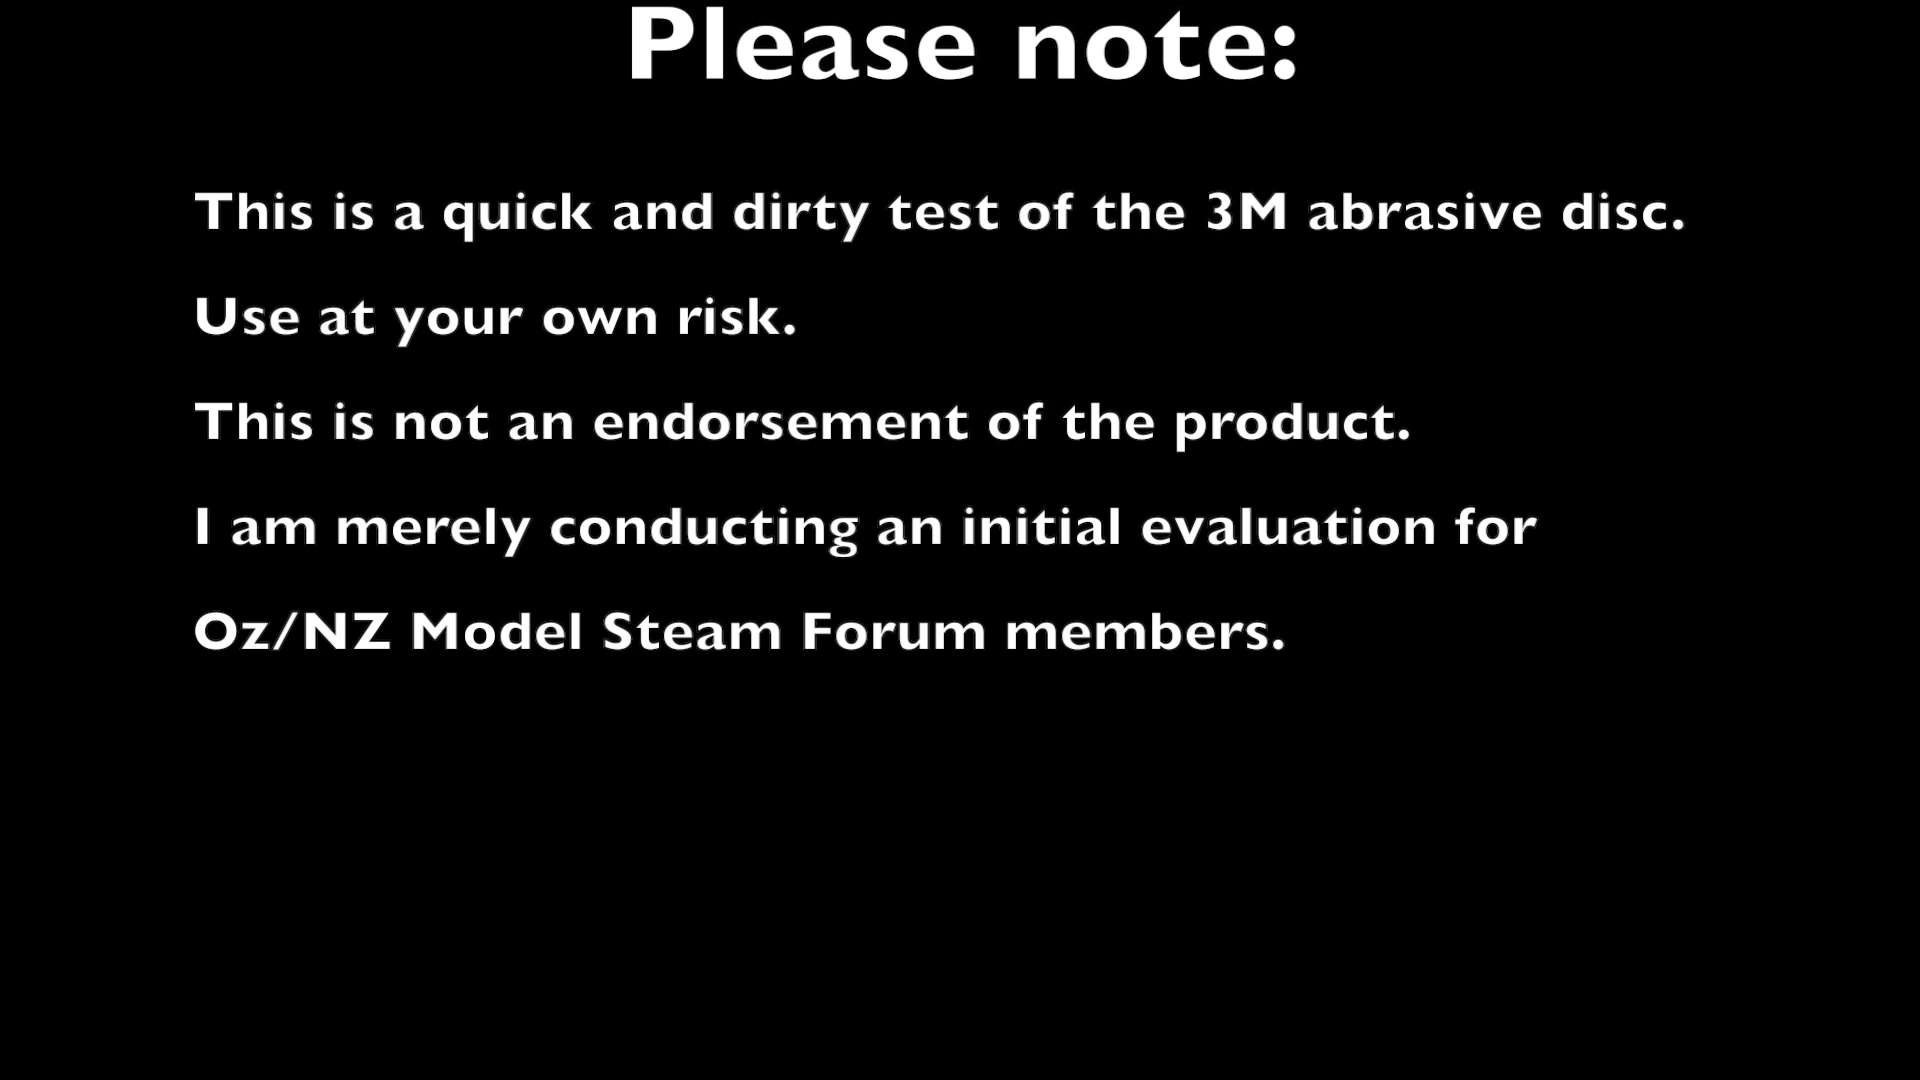 Please note:
This is a quick and dirty test of the 3M abrasive disc.
Use at your own risk.
This is not an endorsement of the product.
I am merely conducting an initial evaluation for
Oz/NZ Model Steam Forum members.